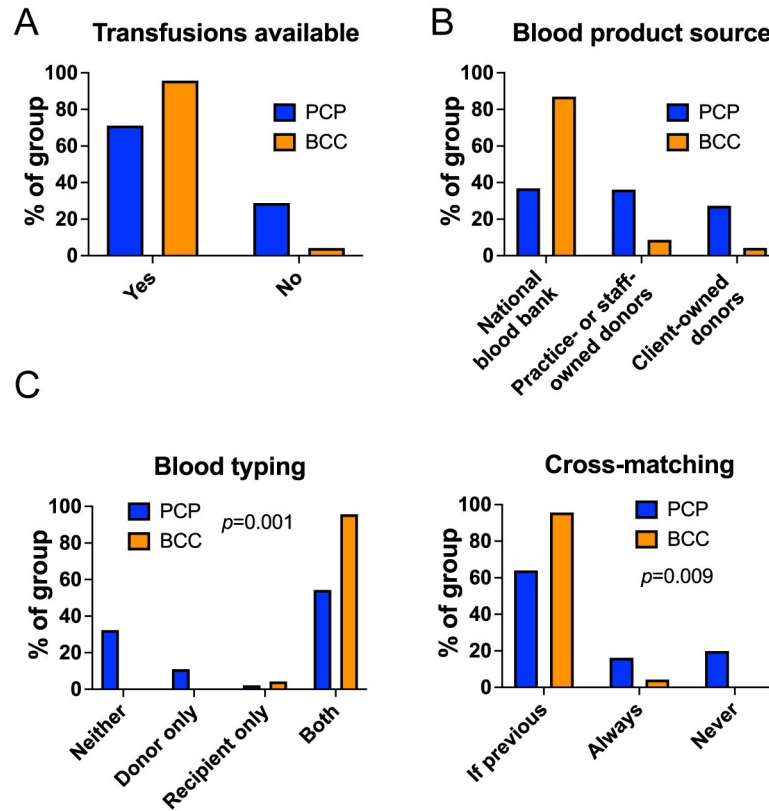 A
Transfusions available
% of group
100
80
60
40
20
0
PCP
BCC
Yes
No
B
Blood product source
% of group
100
80
60
40
20
0
PCP
BCC
National
blood bank
Practice- or staff-
owned donors
Client-owned
donors
C
Blood typing
% of group
100
80
60
40
20
0
PCP
BCC
p=0.001
Neither
Donor only
Recipient only
Both
Cross-matching
% of group
100
80
60
40
20
0
PCP
BCC
p=0.009
If previous
Always
Never